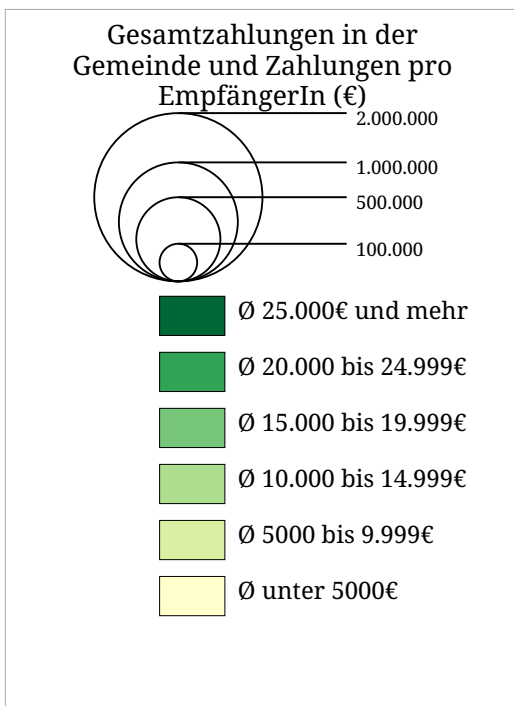 Gesamtzahlungen in der
Gemeinde und Zahlungen pro
EmpfängerIn (€)
2.000.000
1.000.000
500.000
100.000
Ø 25.000€ und mehr
Ø 20.000 bis 24.999€
Ø 15.000 bis 19.999€
Ø 10.000 bis 14.999€
Ø 5000 bis 9.999€
Ø unter 5000€